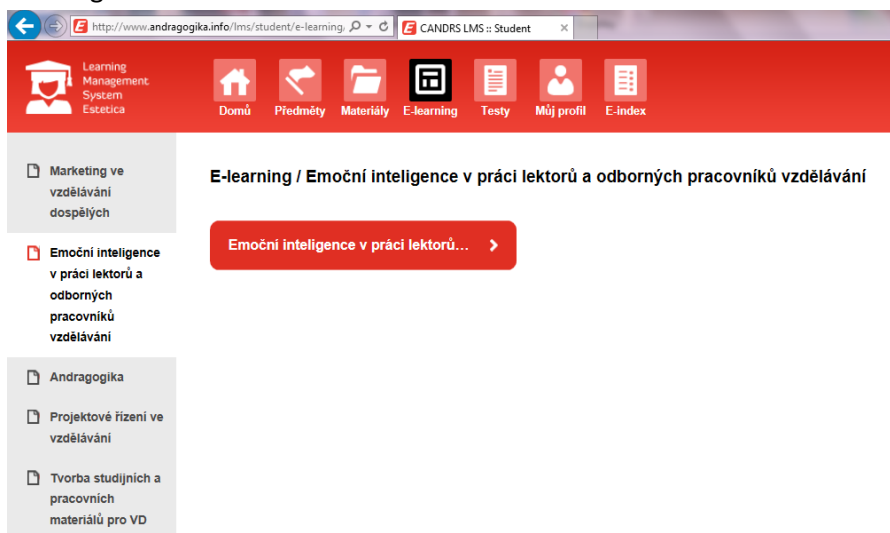 http://www.andragogika.info/lms/student/e-learning,
CANDRS LMS :: Student
Learning
Management
System
Estetica
Domů
Předměty
Materiály
E-learning
Testy
Můj profil
E-index
Marketing ve
vzdělávání
dospělých
Emoční inteligence
v práci lektorů a
odborných
pracovníků
vzdělávání
Andragogika
Projektové řízení ve
vzdělávání
Tvorba studijních a
pracovních
materiálů pro VD
E-learning / Emoční inteligence v práci lektorů a odborných pracovníků vzdělávání
Emoční inteligence v práci lektorů...